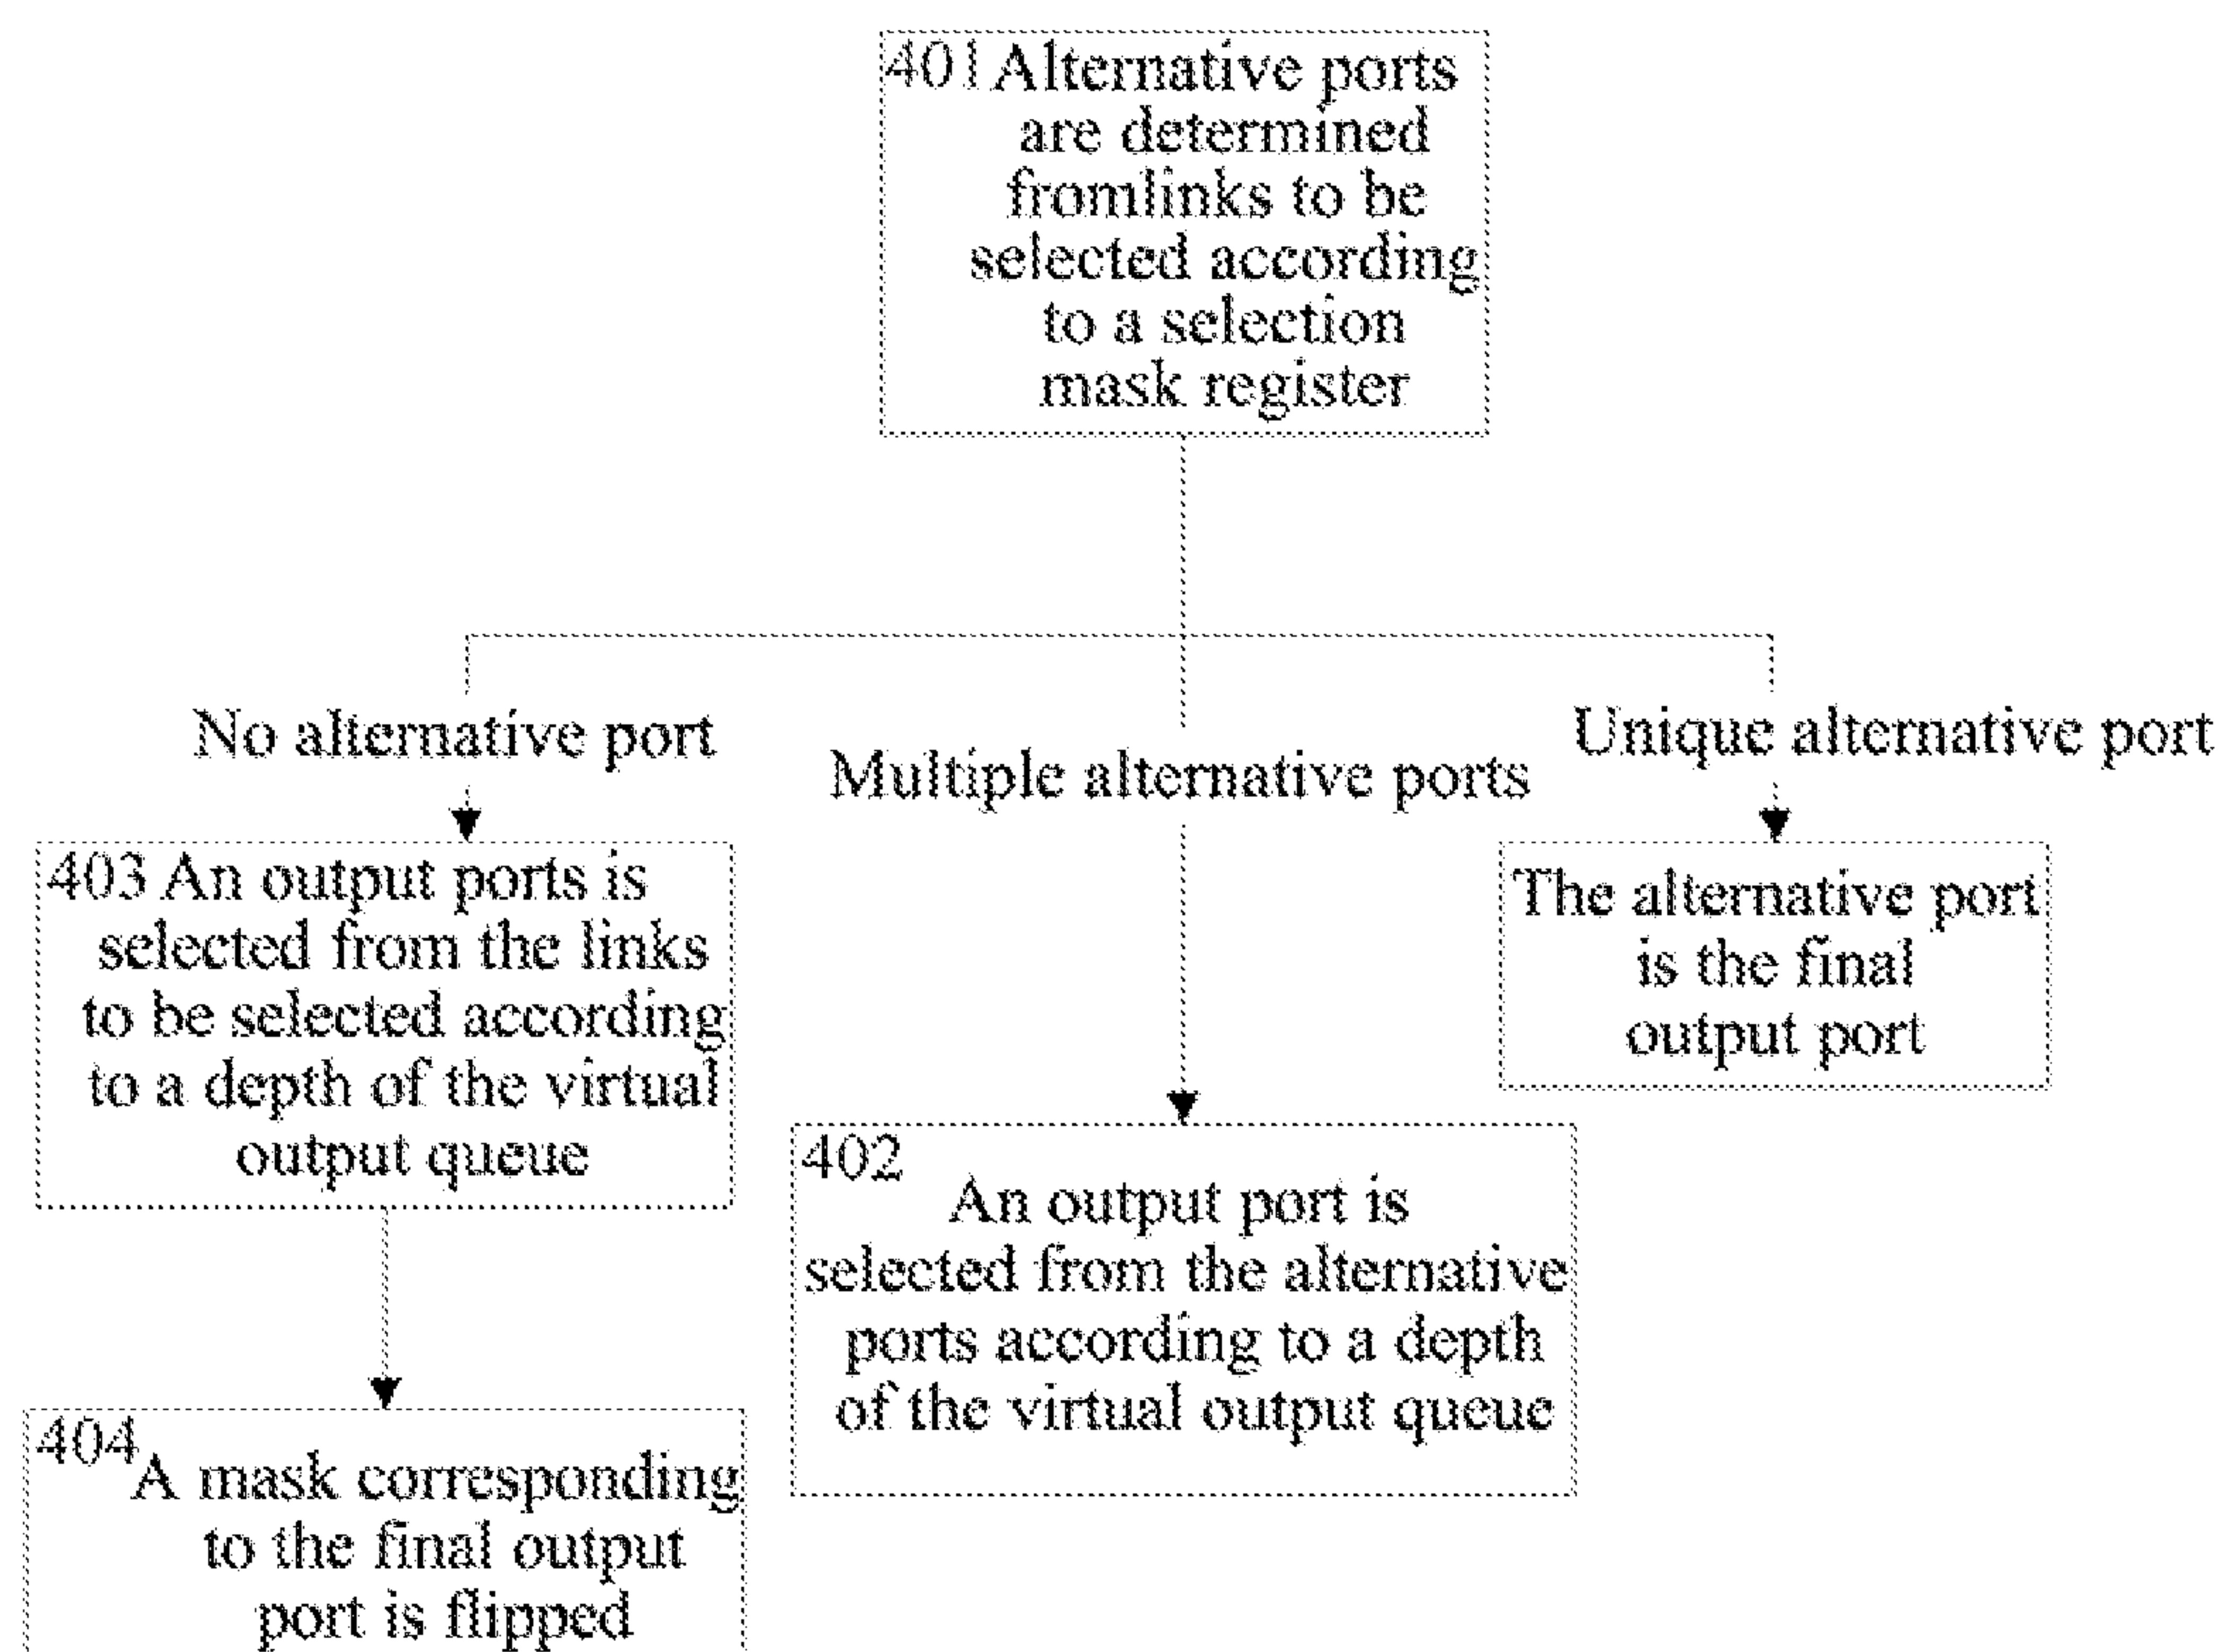 401 Alternative ports
are determined
fromlinks to be
selected according
to a selection
mask register
No alternative port
Multiple alternative ports
Unique alternative port
403 An output ports is
selected from the links
to be selected according
to a depth of the virtual
output queue
The alternative port
is the final
output port
402
An output port is
selected from the alternative
ports according to a depth
of the virtual output queue
404
A mask corresponding
to the final output
port is flipped